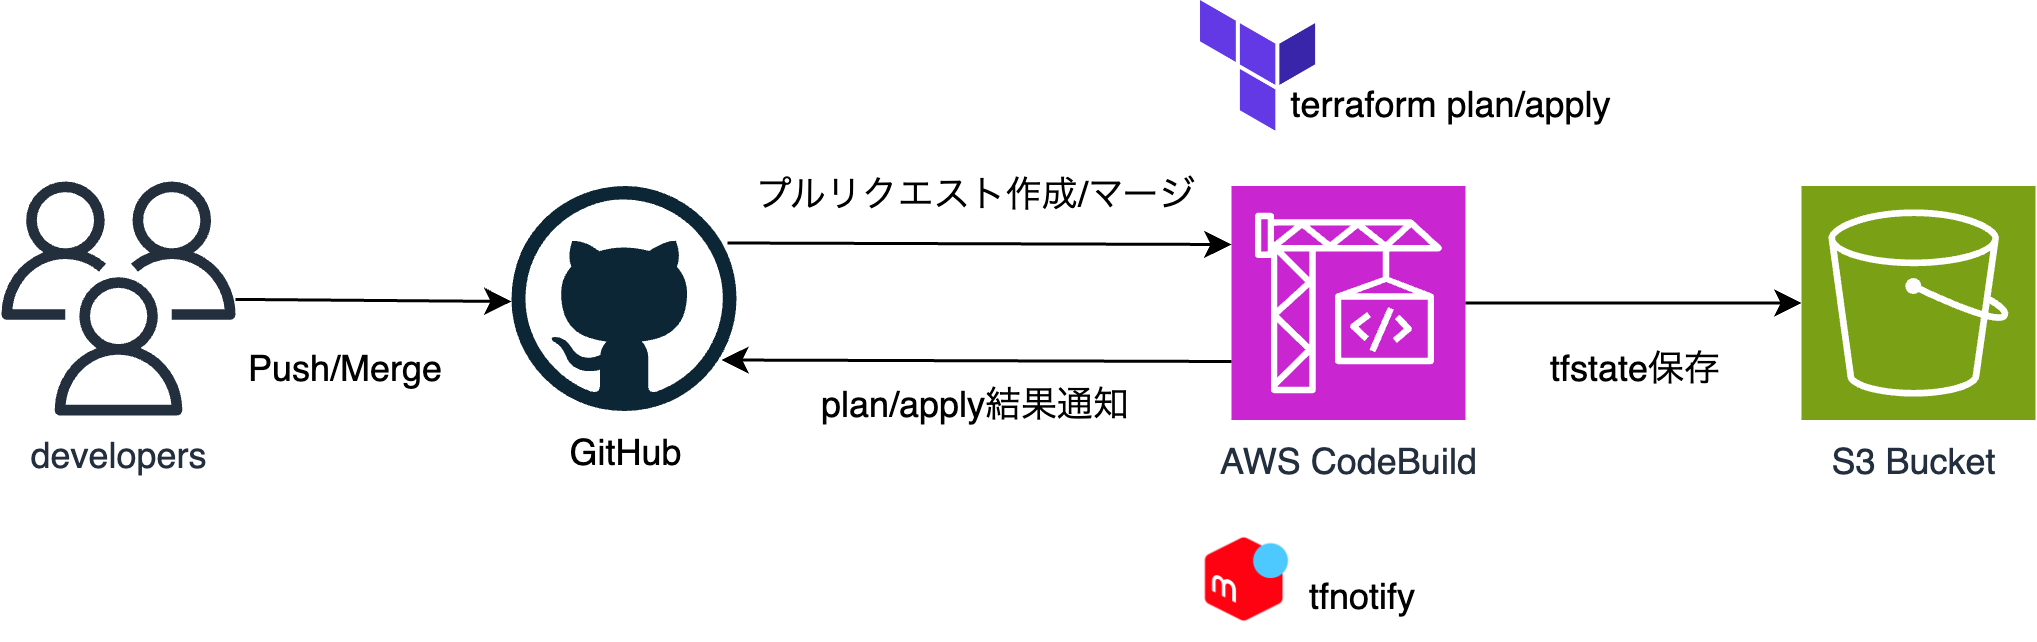 terraform plan/apply
プルリクエスト作成/マージ
Push/Merge
plan/apply結果通知
tfstate保存
developers
GitHub
AWS CodeBuild
S3 Bucket
m
tfnotify